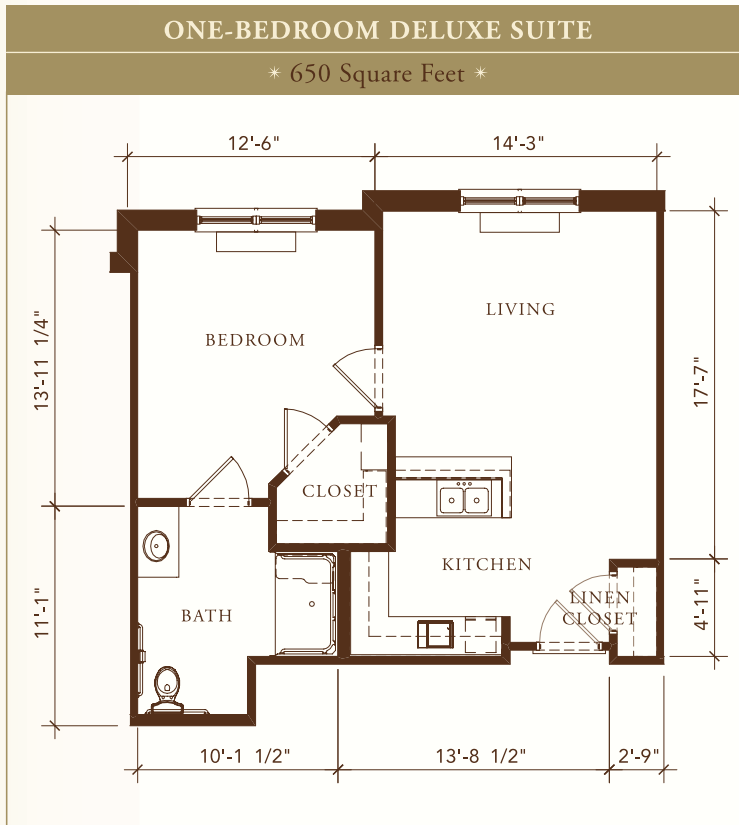 ONE-BEDROOM DELUXE SUITE
✴ 650 Square Feet ✴
12'-6"
14'-3"
13'-11 1/4"
LIVING
BEDROOM
17'-7"
CLOSET
KITCHEN
11'-1"
BATH
LINEN
CLOSET
4'-11"
10'-1 1/2"
13'-8 1/2"
2'-9"